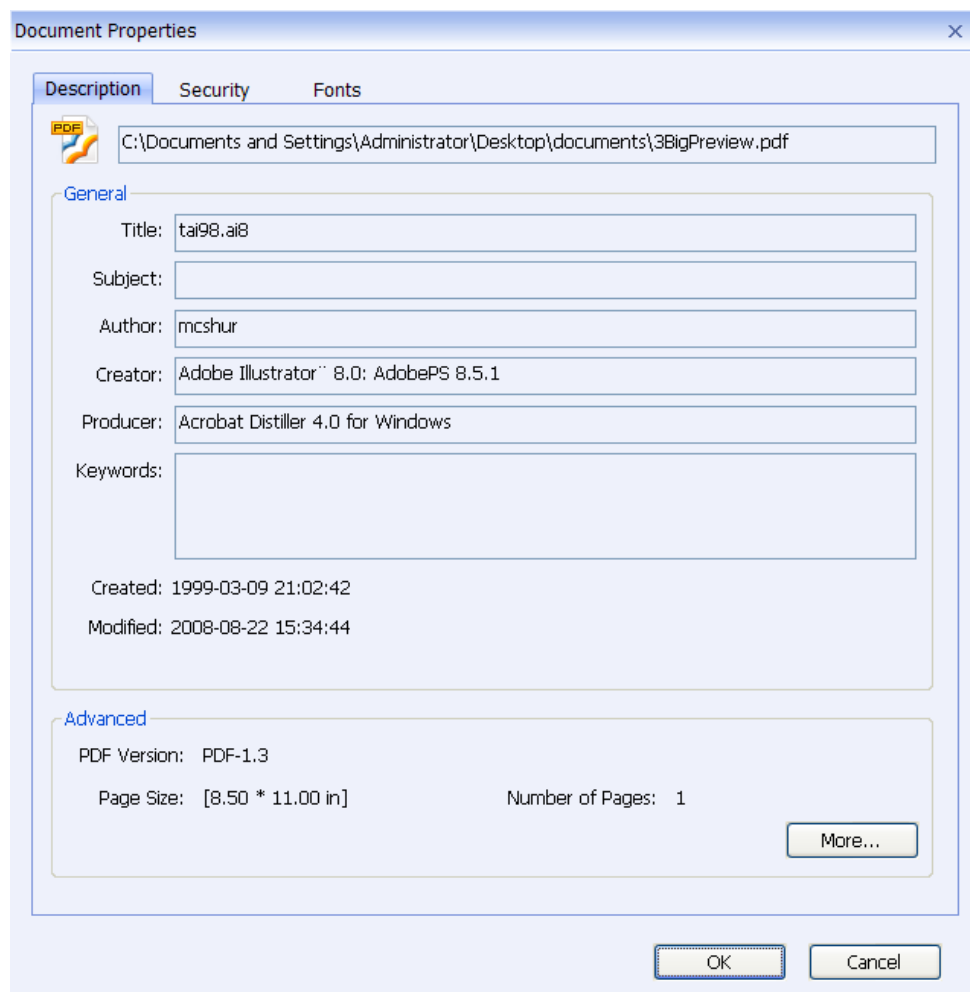 Document Properties
Description Security Fonts
PDF
C:\Documents and Settings\Administrator\Desktop\documents\3BigPreview.pdf
General
Title: tai98.ai8
Subject:
Author: mcshur
Creator: Adobe Illustrator¨ 8.0: AdobePS 8.5.1
Producer: Acrobat Distiller 4.0 for Windows
Keywords:
Created: 1999-03-09 21:02:42
Modified: 2008-08-22 15:34:44
Advanced
PDF Version: PDF-1.3
Page Size: [8.50 * 11.00 in] Number of Pages: 1
More...
OK Cancel